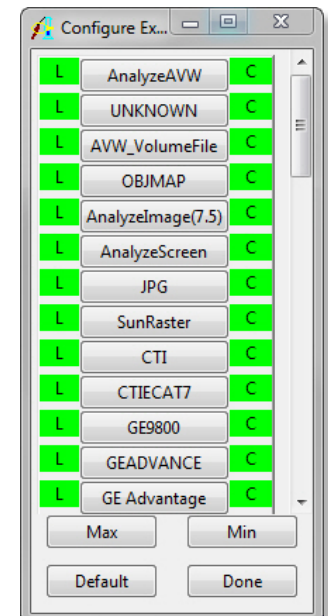 Configure Ex...
L AnalyzeAVW C
L UNKNOWN C
L AVW_VolumeFile C
L OBJMAP C
L AnalyzeImage(7.5) C
L AnalyzeScreen C
L JPG C
L SunRaster C
L CTI C
L CTIECAT7 C
L GE9800 C
L GEADVANCE C
L GE Advantage C
Max Min
Default Done